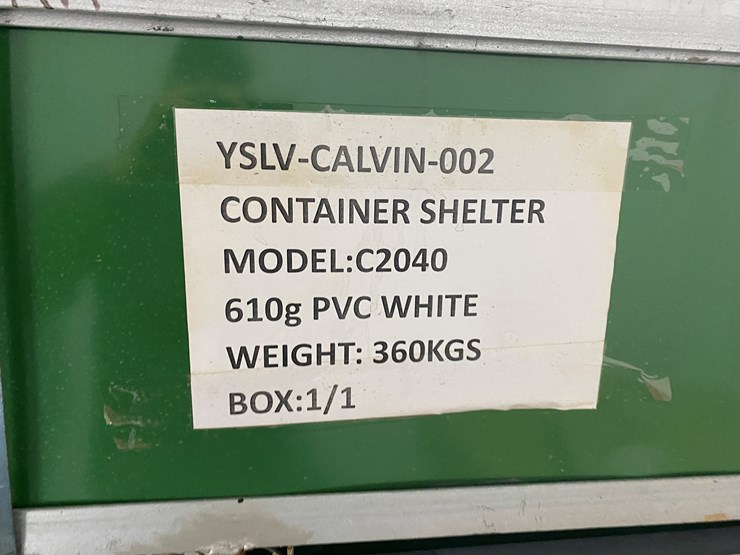 YSLV-CALVIN-002
CONTAINER SHELTER
MODEL:C2040
610g PVC WHITE
WEIGHT: 360KGS
BOX:1/1